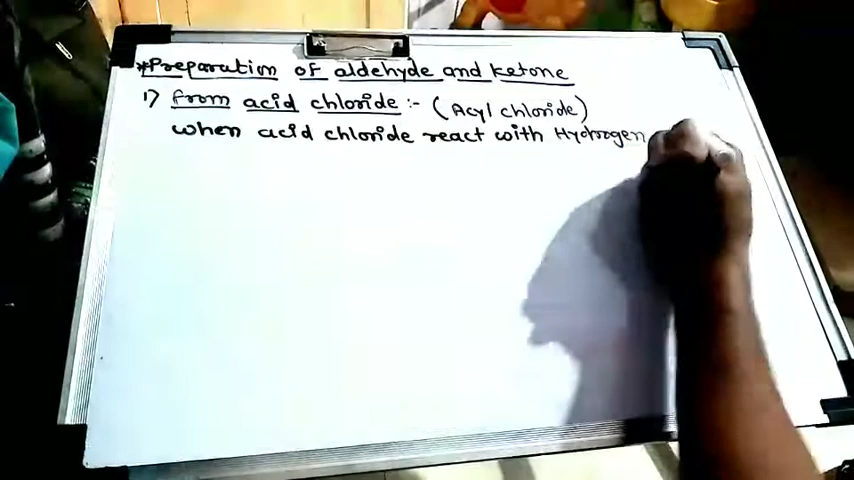 *Preparation of aldehyde and ketone
1) from acid chloride :- (Acyl chloride)
when acid chloride react with Hydrogen